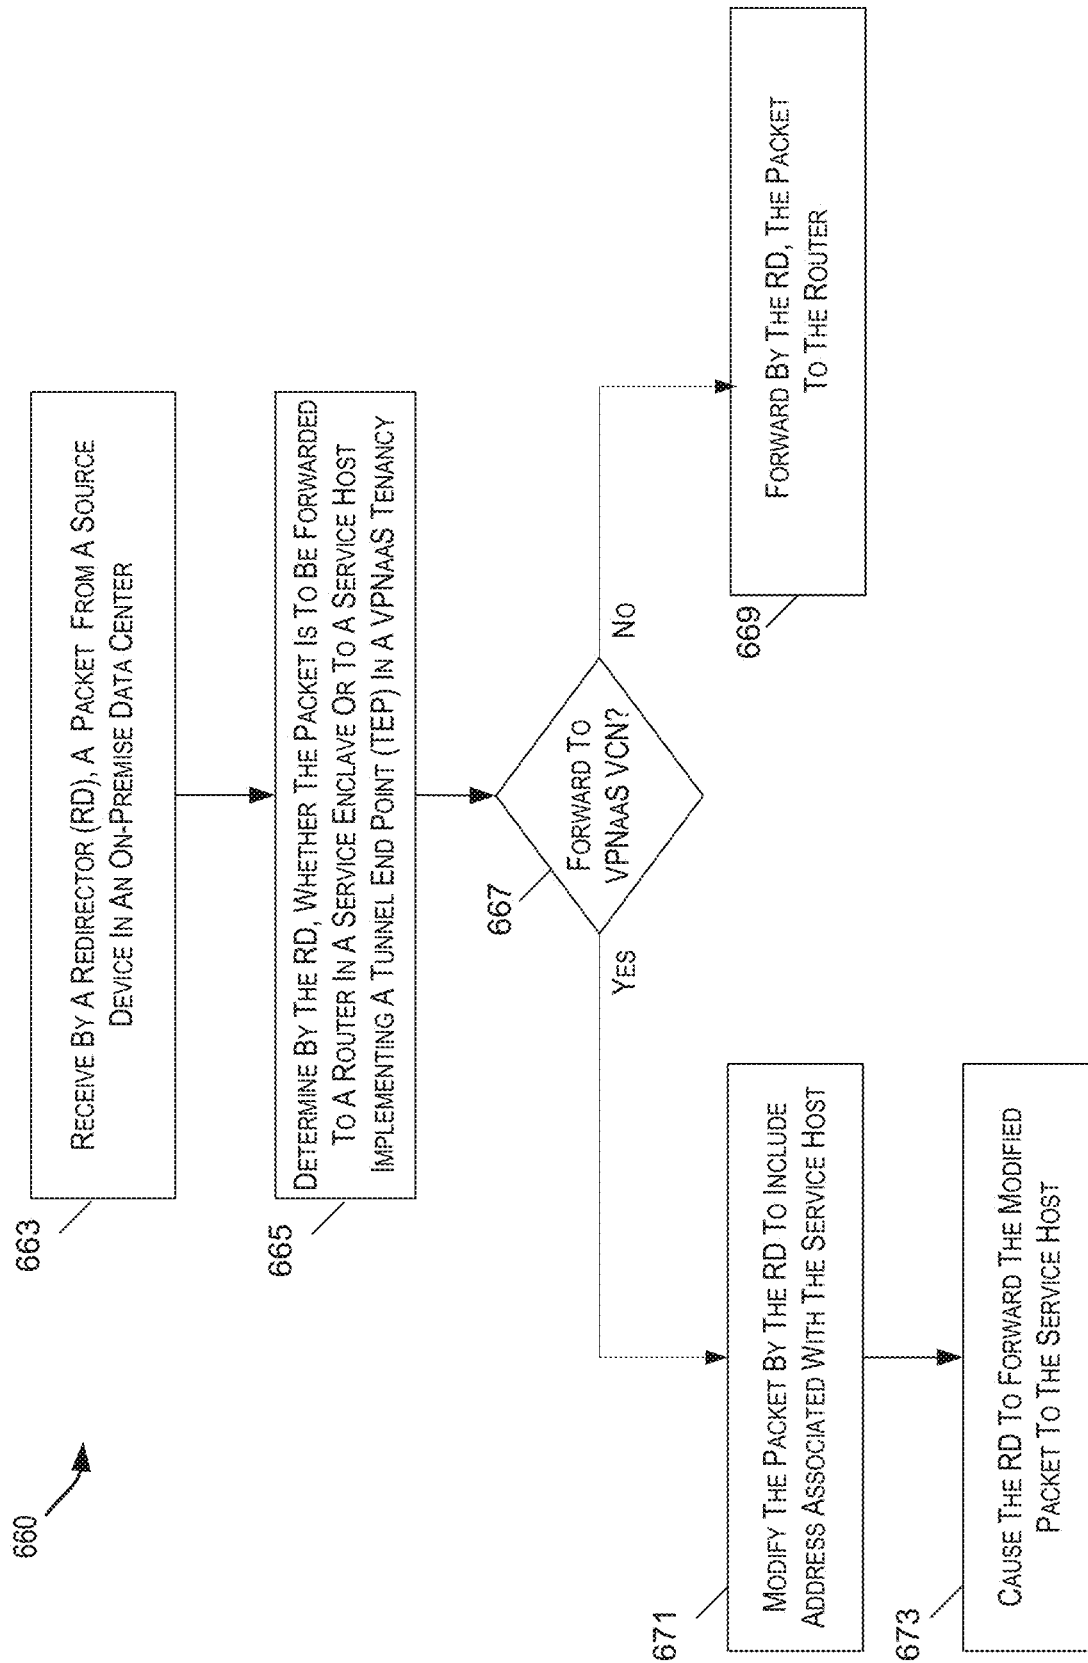 660
663
RECEIVE BY A REDIRECTOR (RD), A PACKET FROM A SOURCE
DEVICE IN AN ON-PREMISE DATA CENTER
665
DETERMINE BY THE RD, WHETHER THE PACKET IS TO BE FORWARDED
TO A ROUTER IN A SERVICE ENCLAVE OR TO A SERVICE HOST
IMPLEMENTING A TUNNEL END POINT (TEP) IN A VPNAAS TENANCY
667
FORWARD TO
VPNAAS VCN?
YES
NO
671
MODIFY THE PACKET BY THE RD TO INCLUDE
ADDRESS ASSOCIATED WITH THE SERVICE HOST
669
FORWARD BY THE RD, THE PACKET
TO THE ROUTER
673
CAUSE THE RD TO FORWARD THE MODIFIED
PACKET TO THE SERVICE HOST